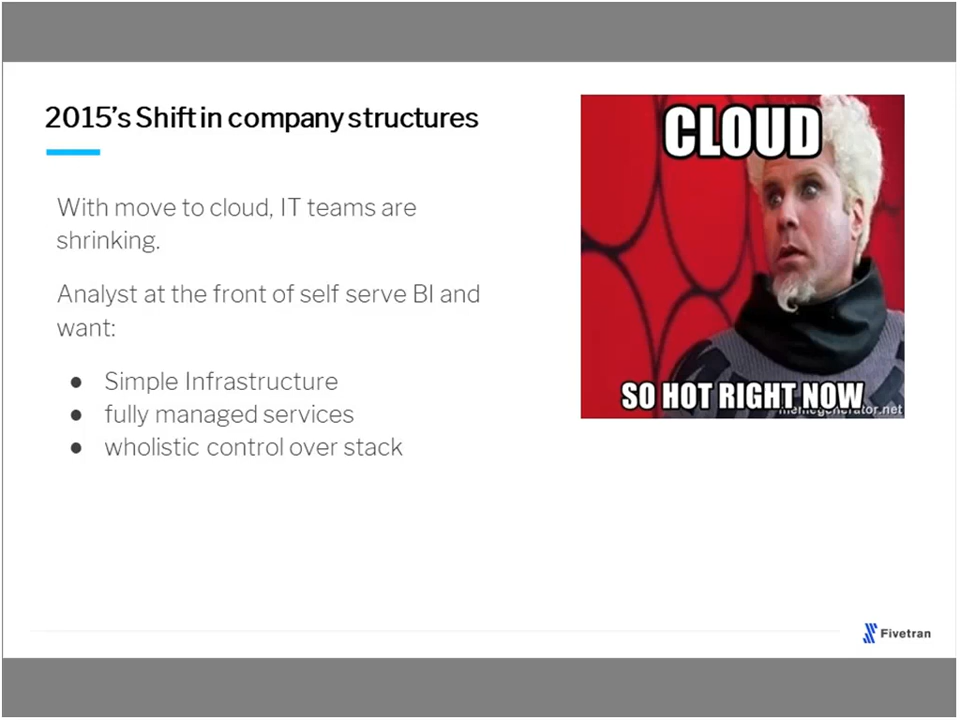 2015's Shift in company structures
With move to cloud, IT teams are
shrinking.
Analyst at the front of self serve BI and
want:
● Simple Infrastructure
● fully managed services
● wholistic control over stack
CLOUD
SO HOT RIGHT NOW
memegenerator.net
Fivetran